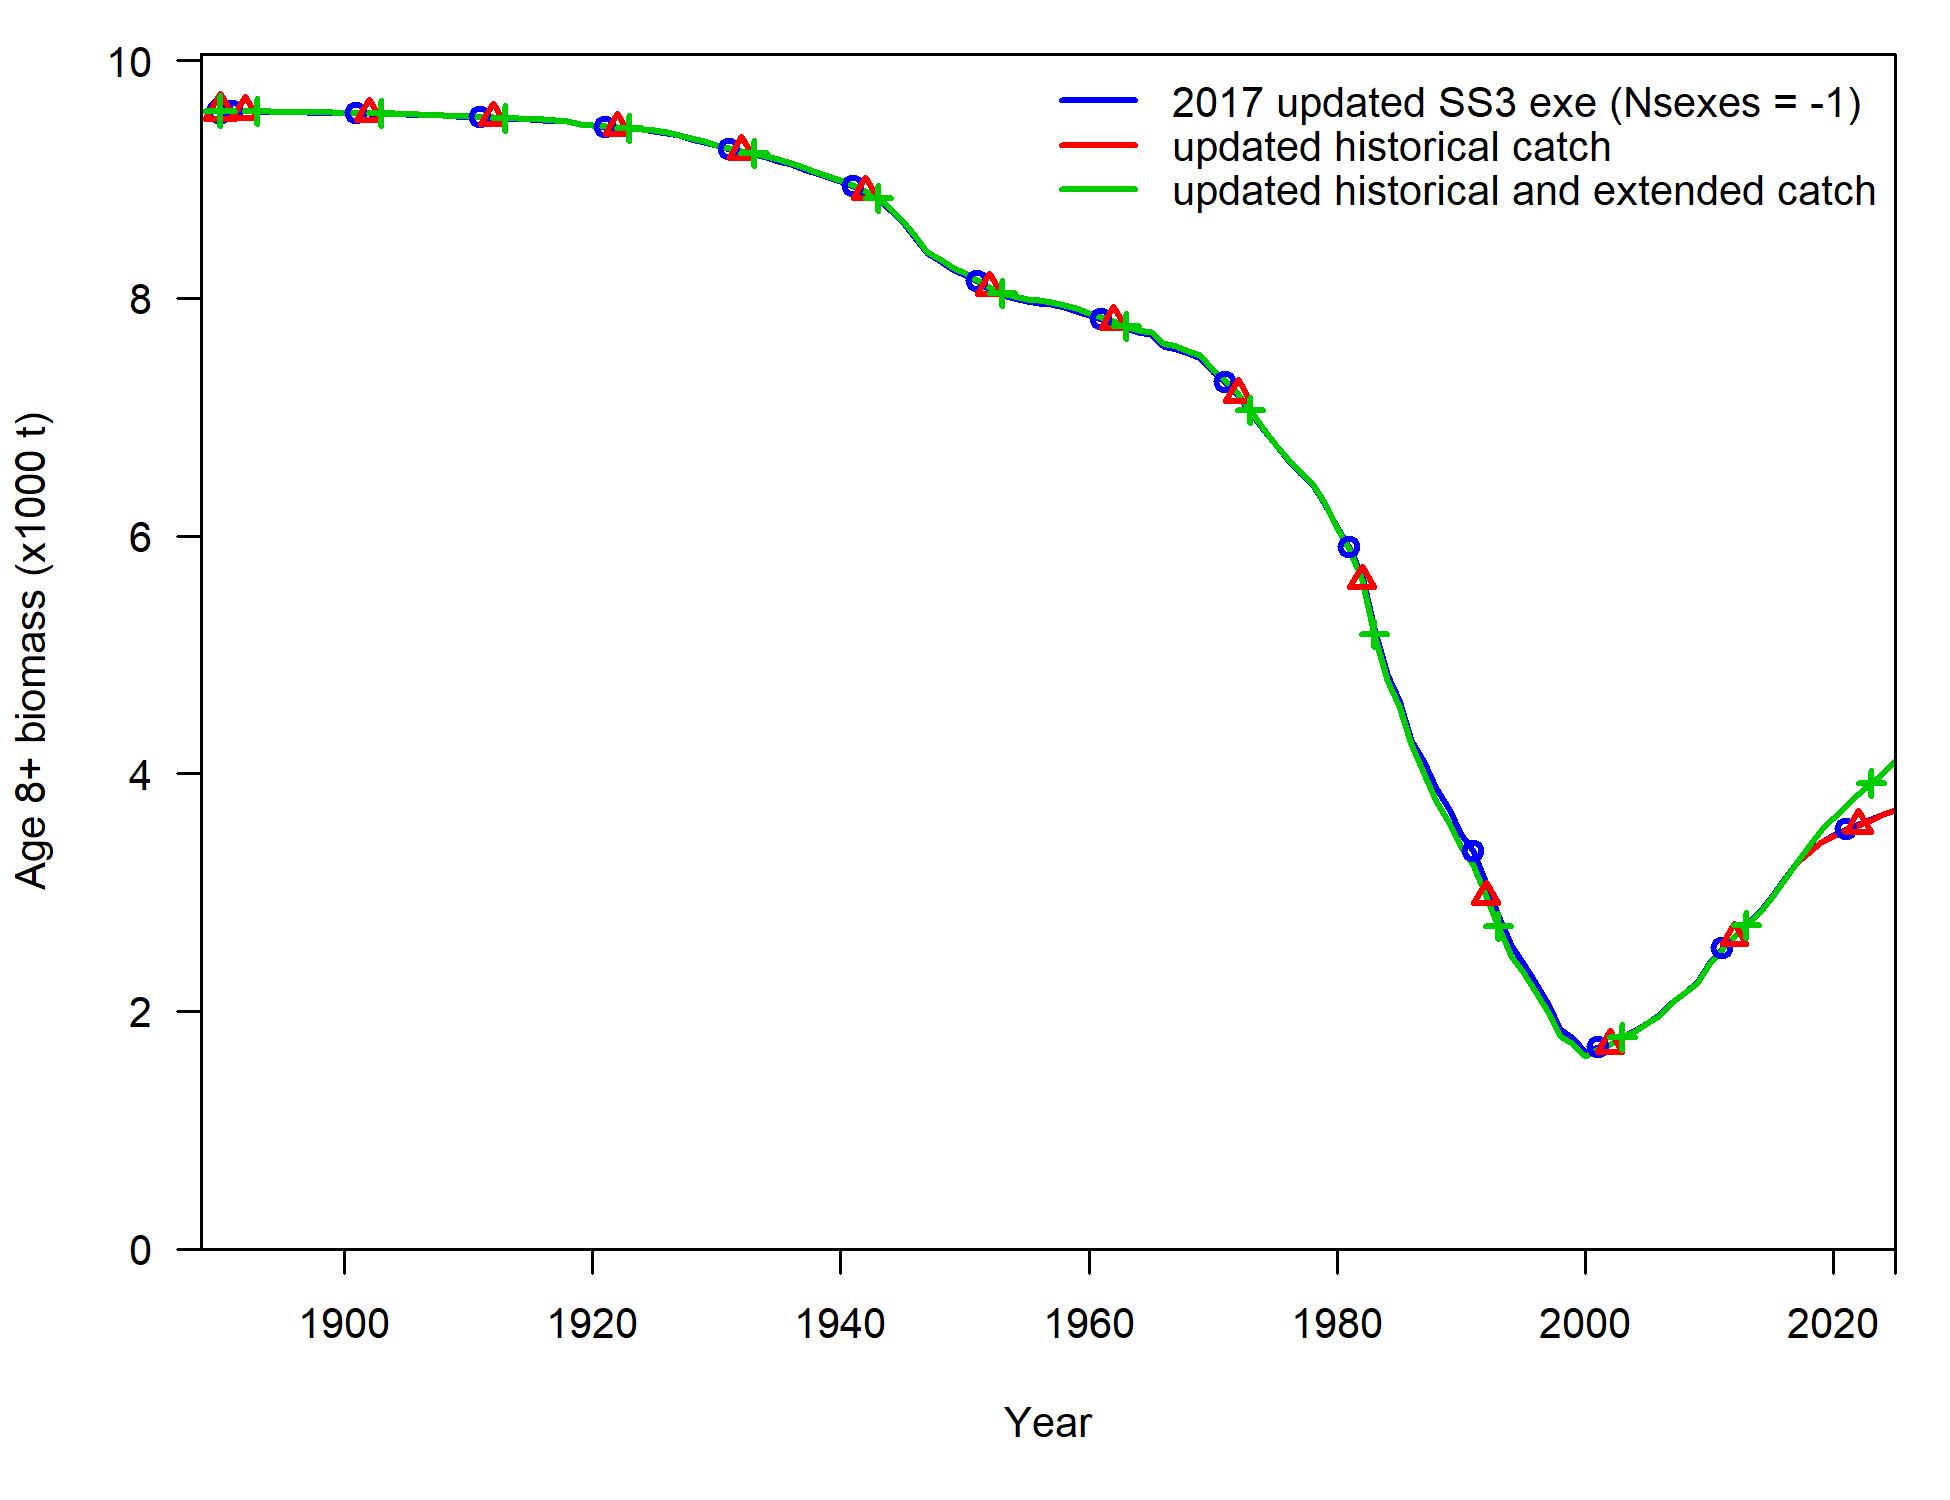 10
8
6
4
2
0
Age 8+ biomass (x1000 t)
2017 updated SS3 exe (Nsexes = -1)
updated historical catch
updated historical and extended catch
1900 1920 1940 1960 1980 2000 2020
Year